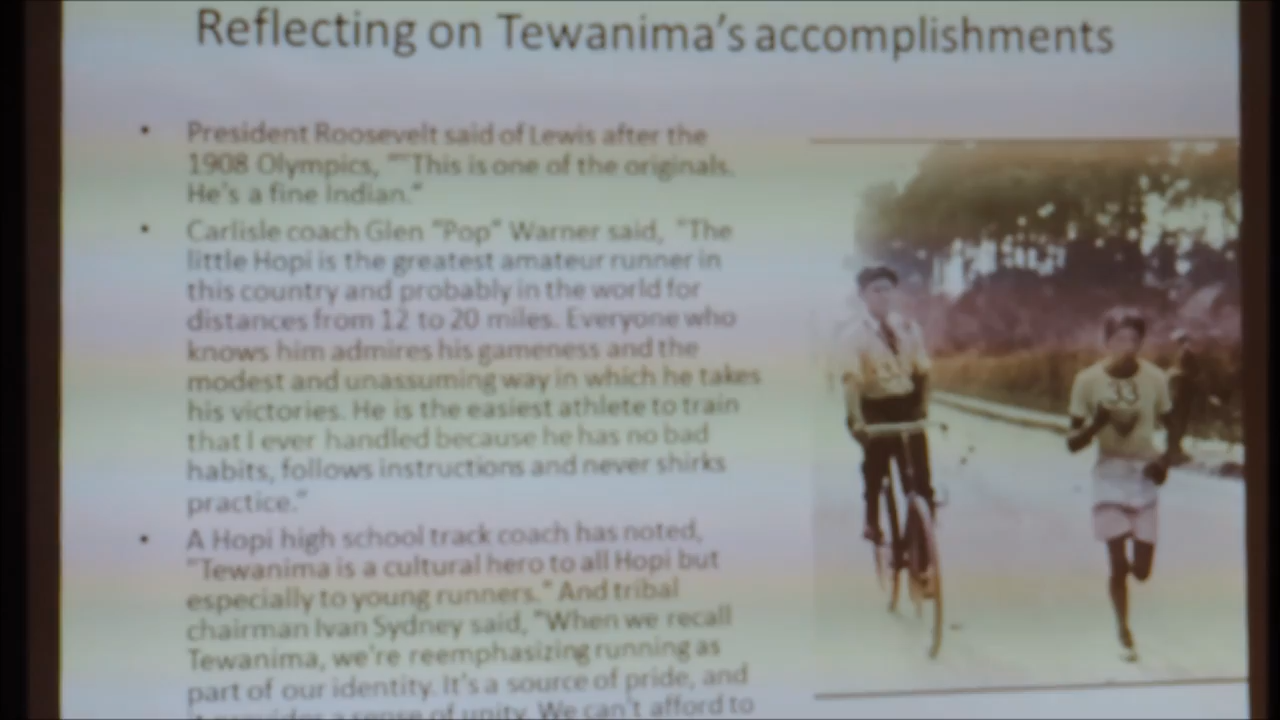 Reflecting on Tewanima's accomplishments
• President Roosevelt said of Lewis after the
1908 Olympics, ""This is one of the originals.
He's a fine Indian."
• Carlisle coach Glen "Pop" Warner said, "The
little Hopi is the greatest amateur runner in
this country and probably in the world for
distances from 12 to 20 miles. Everyone who
knows him admires his gameness and the
modest and unassuming way in which he takes
his victories. He is the easiest athlete to train
that I ever handled because he has no bad
habits, follows instructions and never shirks
practice."
• A Hopi high school track coach has noted,
"Tewanima is a cultural hero to all Hopi but
especially to young runners." And tribal
chairman Ivan Sydney said, "When we recall
Tewanima, we're reemphasizing running as
part of our identity. It's a source of pride, and
it provides a sense of unity. We can't afford to
33